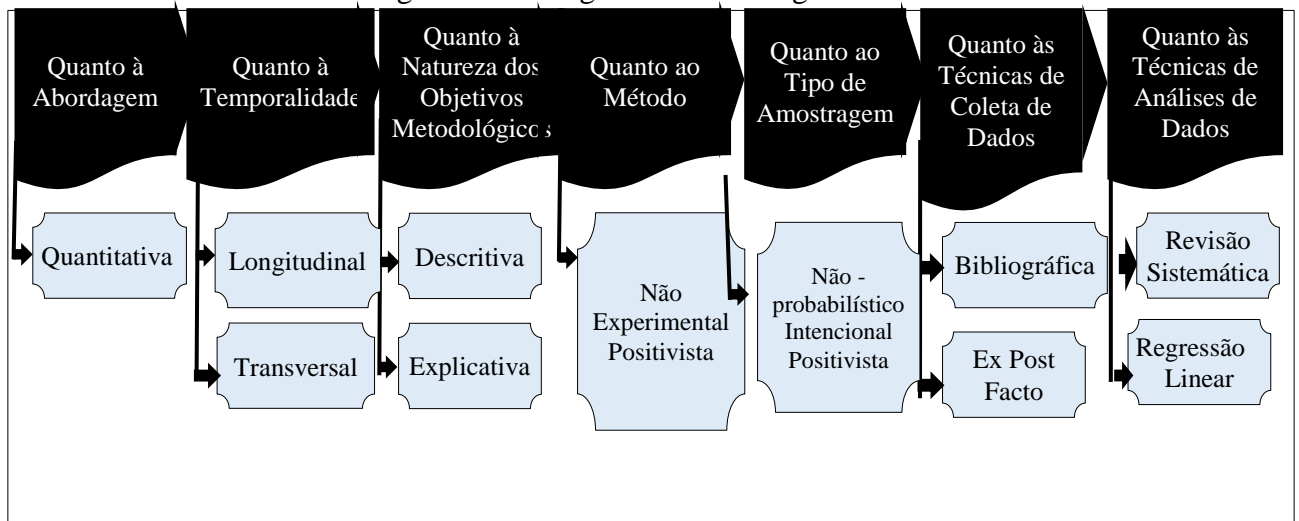 Quanto à
Abordagem
Quanto à
Temporalidade
Quanto à
Natureza dos
Objetivos
Metodológicos
Quanto ao
Método
Quanto ao
Tipo de
Amostragem
Quanto às
Técnicas de
Coleta de
Dados
Quanto às
Técnicas de
Análises de
Dados
Quantitativa
Longitudinal
Transversal
Descritiva
Explicativa
Não
Experimental
Positivista
Não -
probabilístico
Intencional
Positivista
Bibliográfica
Ex Post
Facto
Revisão
Sistemática
Regressão
Linear